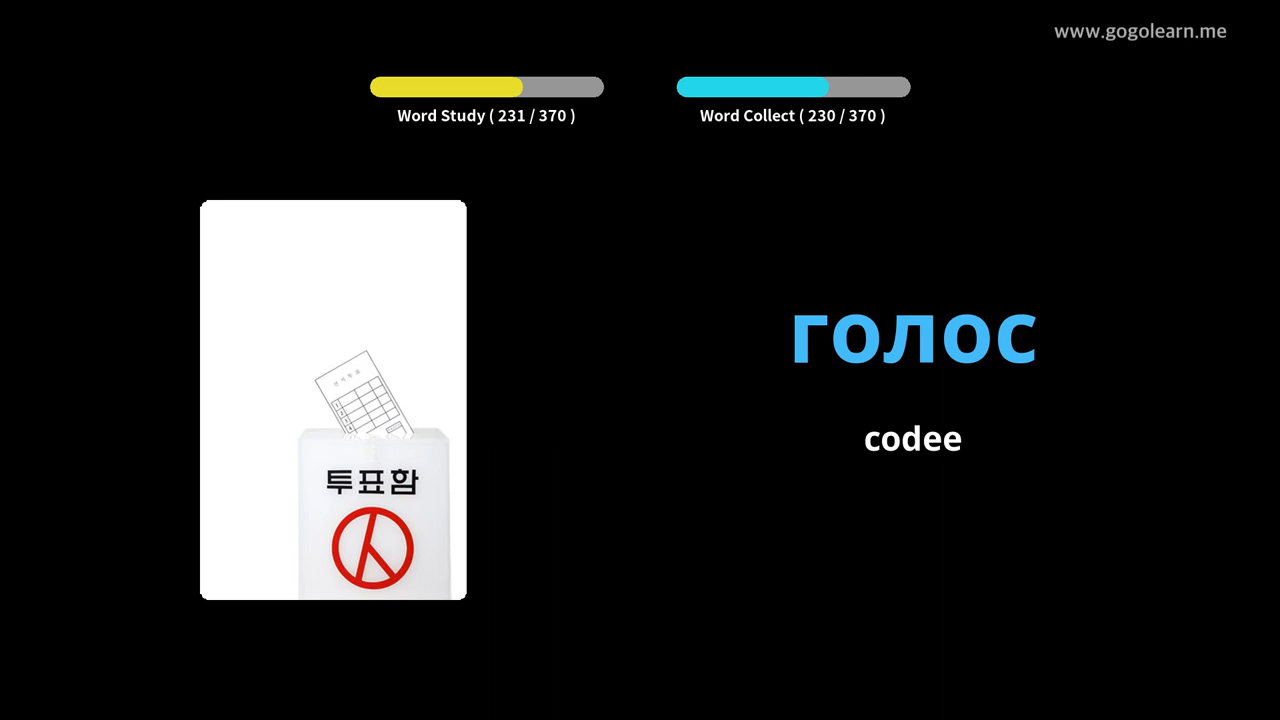 www.gogolearn.me
Word Study ( 231 / 370 )
Word Collect ( 230 / 370 )
голос
codee
투표함